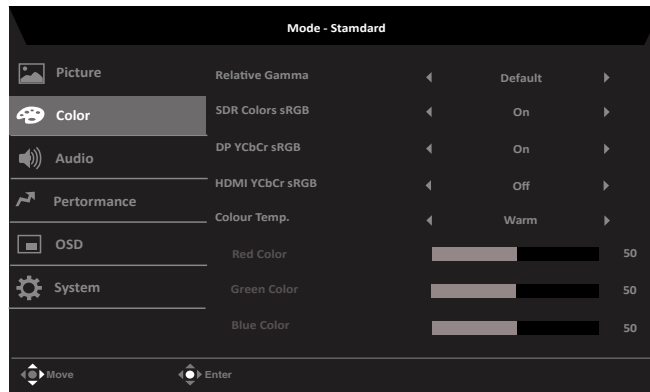 Mode - Stamdard
Picture
Color
Audio
Pertormance
OSD
System
Relative Gamma Default
SDR Colors sRGB On
DP YCbCr sRGB On
HDMI YCbCr sRGB Off
Colour Temp. Warm
Red Color 50
Green Color 50
Blue Color 50
Move Enter